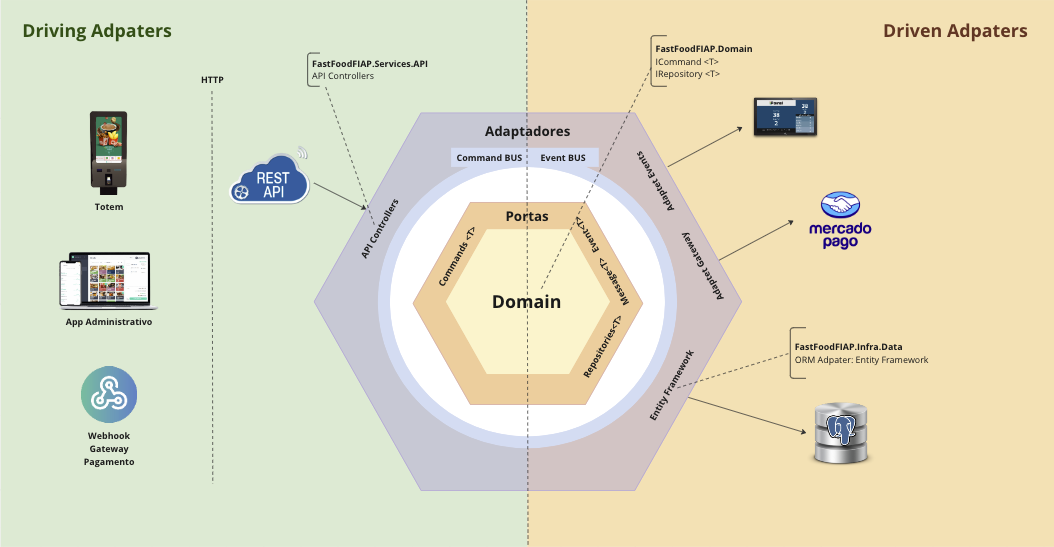 Driving Adpaters
Driven Adpaters
HTTP
FastFoodFIAP.Services.API
API Controllers
FastFoodFIAP.Domain
ICommand <T>
IRepository <T>
Totem
REST
API
App Administrativo
Webhook
Gateway
Pagamento
Adaptadores
Command BUS
Event BUS
API Controllers
Portas
Commands <T>
Event<T>
Message<T>
Repositories<T>
Domain
Adaptet Events
Adaptet Gateway
Entity Framework
mercado
pago
FastFoodFIAP.Infra.Data
ORM Adpater: Entity Framework